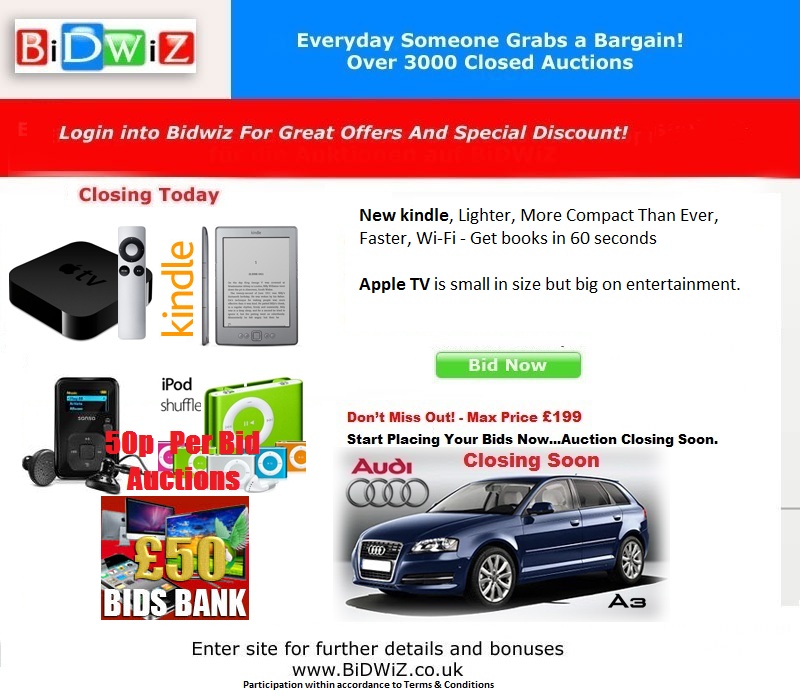 BiDWiZ
Everyday Someone Grabs a Bargain!
Over 3000 Closed Auctions
Login into Bidwiz For Great Offers And Special Discount!
Closing Today
New kindle, Lighter, More Compact Than Ever,
Faster, Wi-Fi - Get books in 60 seconds
Apple TV is small in size but big on entertainment.
tv
kindle
kindle
Bid Now
iPod
shuffle
sansa
50p Per Bid
Auctions
£50
BIDS BANK
Don't Miss Out! - Max Price £199
Start Placing Your Bids Now...Auction Closing Soon.
Audi
Closing Soon
A3
Enter site for further details and bonuses
www.BiDWiZ.co.uk
Participation within accordance to Terms & Conditions